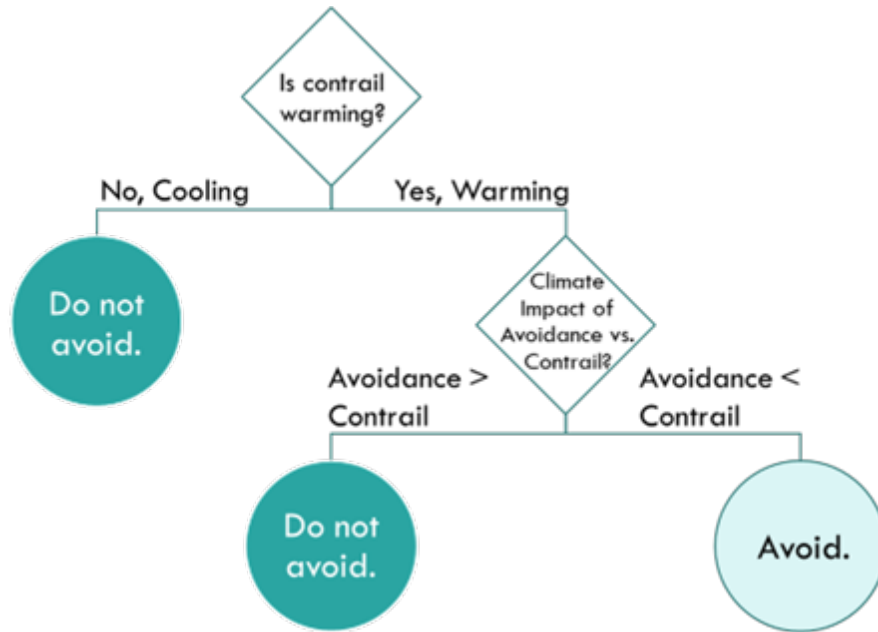 Is contrail
warming?
No, Cooling
Yes, Warming
Do not
avoid.
Climate
Impact of
Avoidance vs.
Contrail?
Avoidance >
Contrail
Avoidance <
Contrail
Do not
avoid.
Avoid.